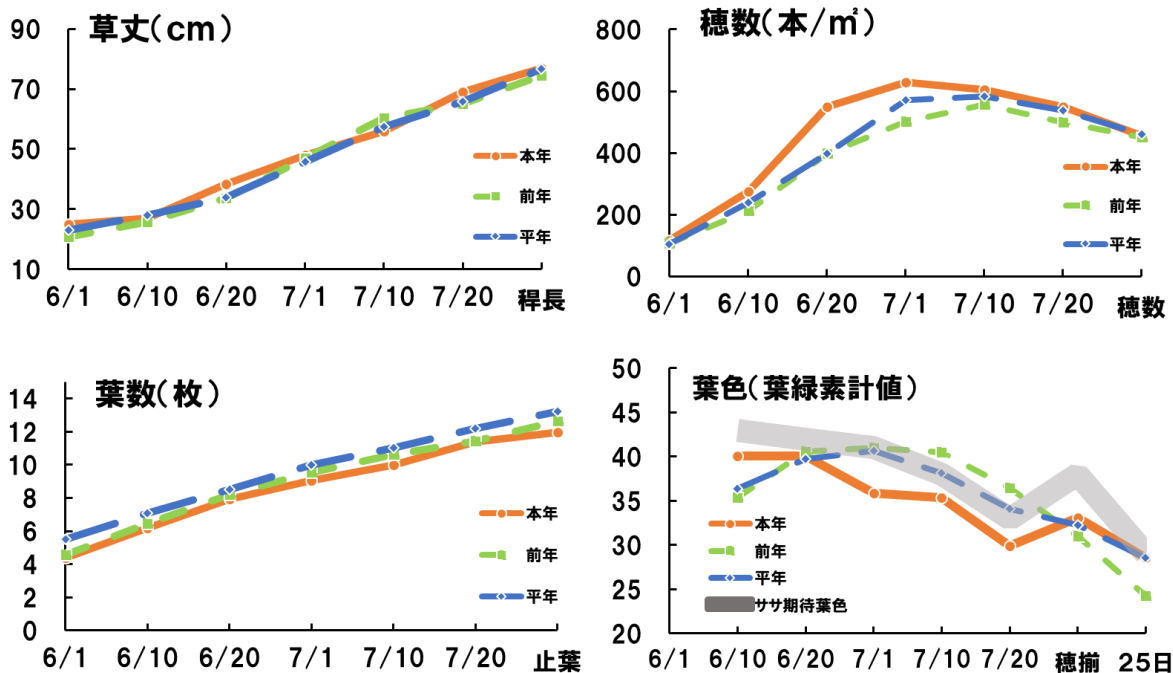 草丈(cm)
90
70
50
30
10
6/1 6/10 6/20 7/1 7/10 7/20 稈長
本年
前年
平年
穂数(本/㎡)
800
600
400
200
0
6/1 6/10 6/20 7/1 7/10 7/20 穂数
本年
前年
平年
葉数(枚)
14
12
10
8
6
4
2
0
6/1 6/10 6/20 7/1 7/10 7/20 止葉
本年
前年
平年
葉色(葉緑素計値)
50
45
40
35
30
25
20
6/1 6/10 6/20 7/1 7/10 7/20 穂揃 25日
本年
前年
平年
ササ期待葉色